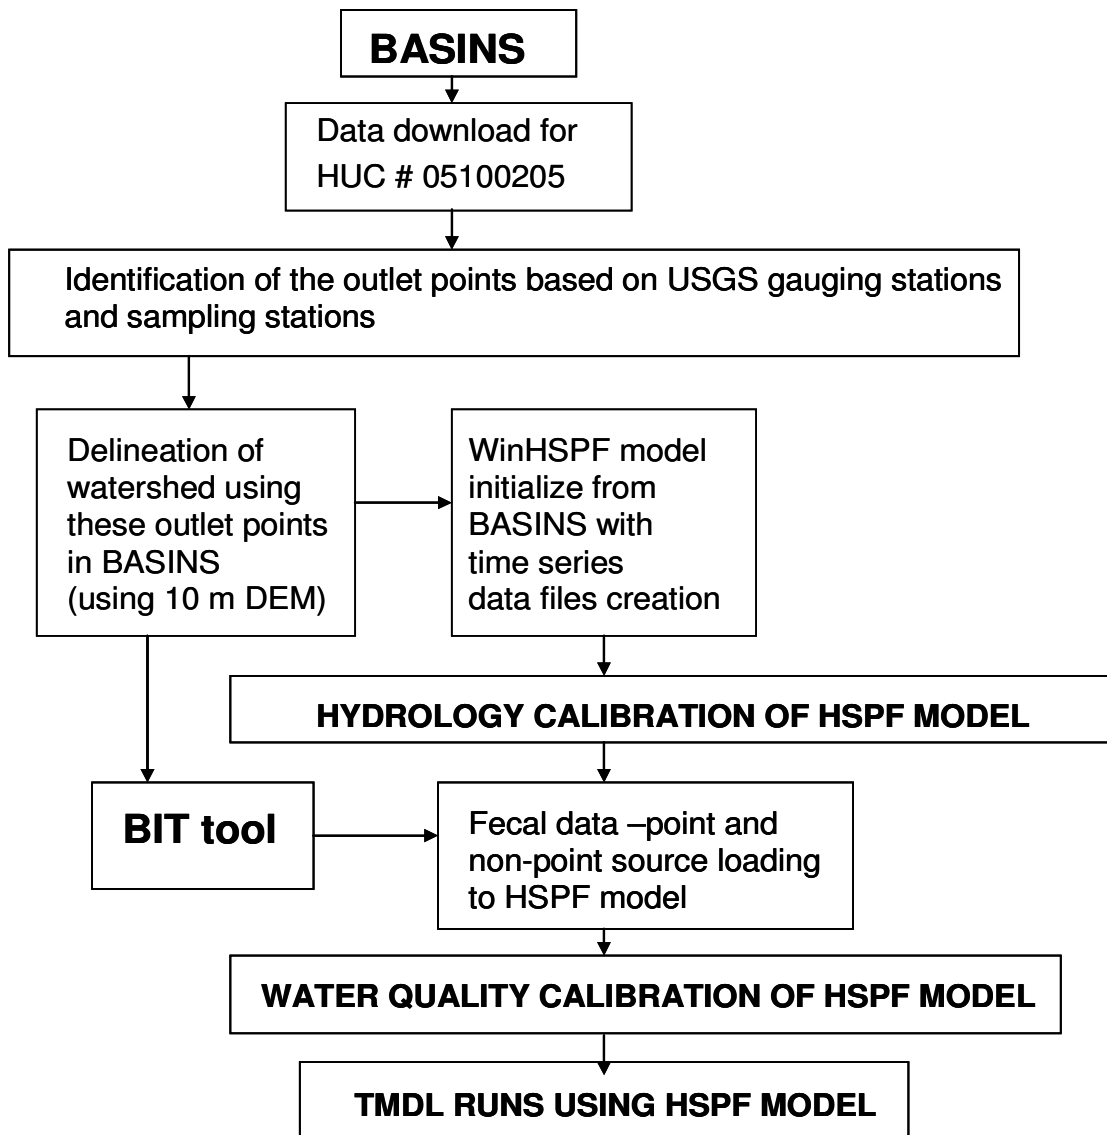 BASINS
Data download for
HUC # 05100205
Identification of the outlet points based on USGS gauging stations
and sampling stations
Delineation of
watershed using
these outlet points
in BASINS
(using 10 m DEM)
WinHSPF model
initialize from
BASINS with
time series
data files creation
HYDROLOGY CALIBRATION OF HSPF MODEL
BIT tool
Fecal data –point and
non-point source loading
to HSPF model
WATER QUALITY CALIBRATION OF HSPF MODEL
TMDL RUNS USING HSPF MODEL